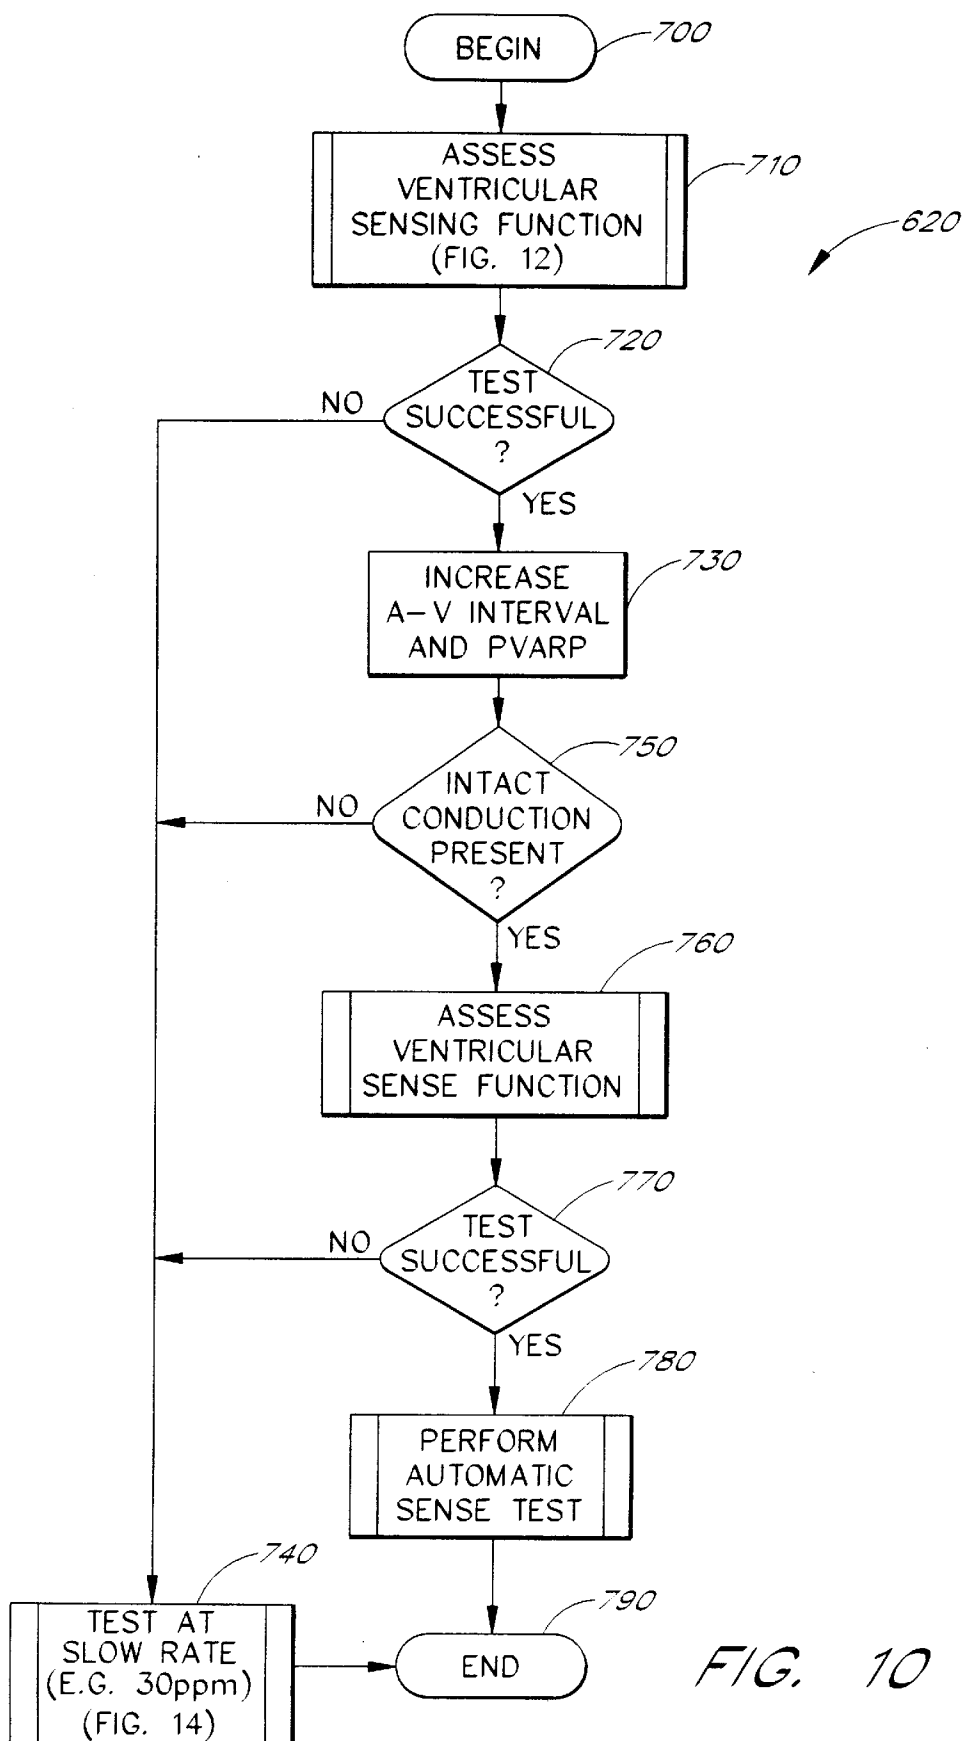 BEGIN
700
ASSESS
VENTRICULAR
SENSING FUNCTION
(FIG. 12)
710
620
720
TEST
SUCCESSFUL
?
NO
YES
730
INCREASE
A-V INTERVAL
AND PVARP
750
INTACT
CONDUCTION
PRESENT
?
NO
YES
760
ASSESS
VENTRICULAR
SENSE FUNCTION
770
TEST
SUCCESSFUL
?
NO
YES
780
PERFORM
AUTOMATIC
SENSE TEST
740
TEST AT
SLOW RATE
(E.G. 30ppm)
(FIG. 14)
790
END
FIG. 10